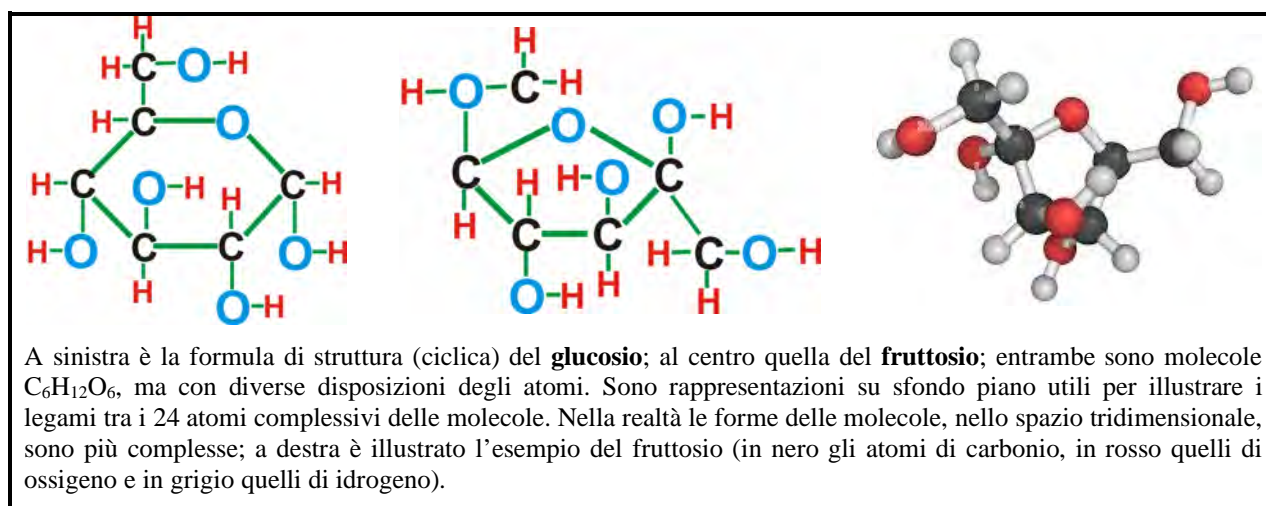 H
H-C-O-H
H-C O
H-C O-H H C-H
H-O C C O-H
H O-H
H
H-O-C-H
O O-H
C H H-O C
H C C H-C-O-H
O-H H H
A sinistra è la formula di struttura (ciclica) del glucosio; al centro quella del fruttosio; entrambe sono molecole
C₆H₁₂O₆, ma con diverse disposizioni degli atomi. Sono rappresentazioni su sfondo piano utili per illustrare i
legami tra i 24 atomi complessivi delle molecole. Nella realtà le forme delle molecole, nello spazio tridimensionale,
sono più complesse; a destra è illustrato l’esempio del fruttosio (in nero gli atomi di carbonio, in rosso quelli di
ossigeno e in grigio quelli di idrogeno).